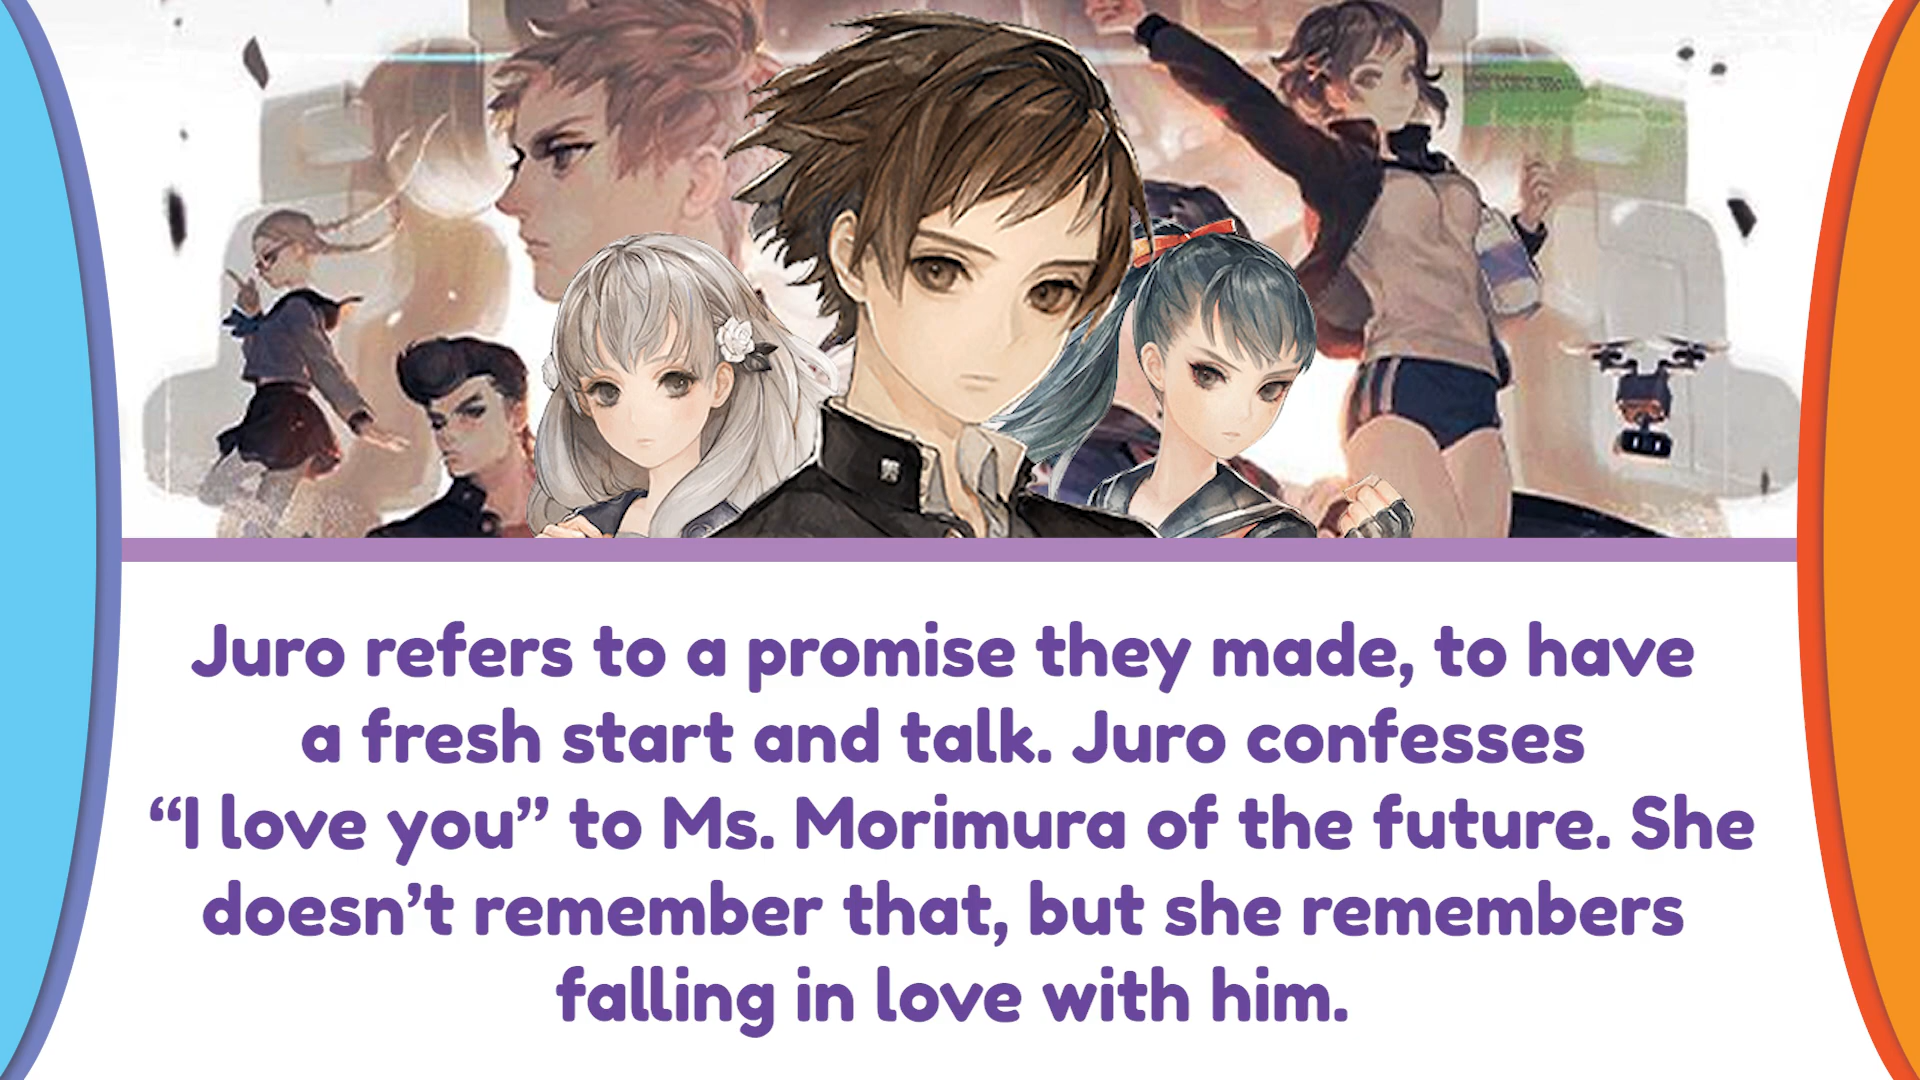 Juro refers to a promise they made, to have
a fresh start and talk. Juro confesses
“I love you” to Ms. Morimura of the future. She
doesn’t remember that, but she remembers
falling in love with him.